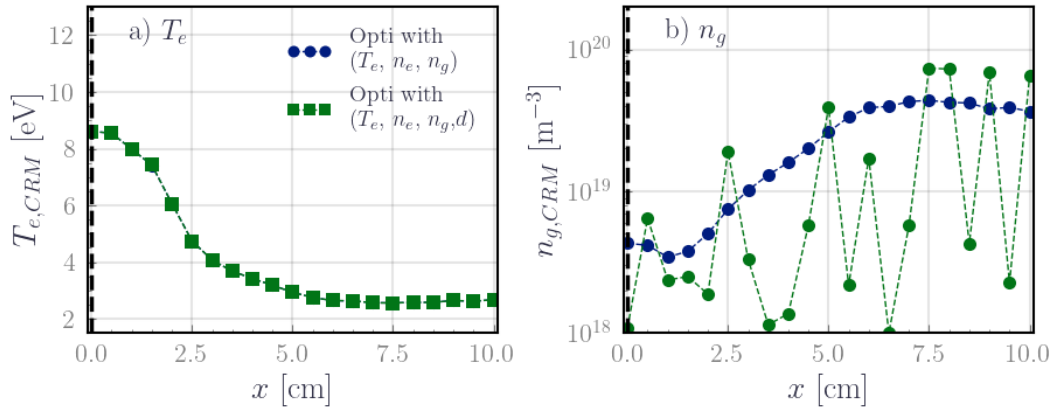 a) T_e
Opti with
(T_e, n_e, n_g)
Opti with
(T_e, n_e, n_g,d)
T_{e,CRM} [eV]
12
10
8
6
4
2
0.0 2.5 5.0 7.5 10.0
x [cm]
b) n_g
n_{g,CRM} [m^{−3}]
10^{20}
10^{19}
10^{18}
0.0 2.5 5.0 7.5 10.0
x [cm]